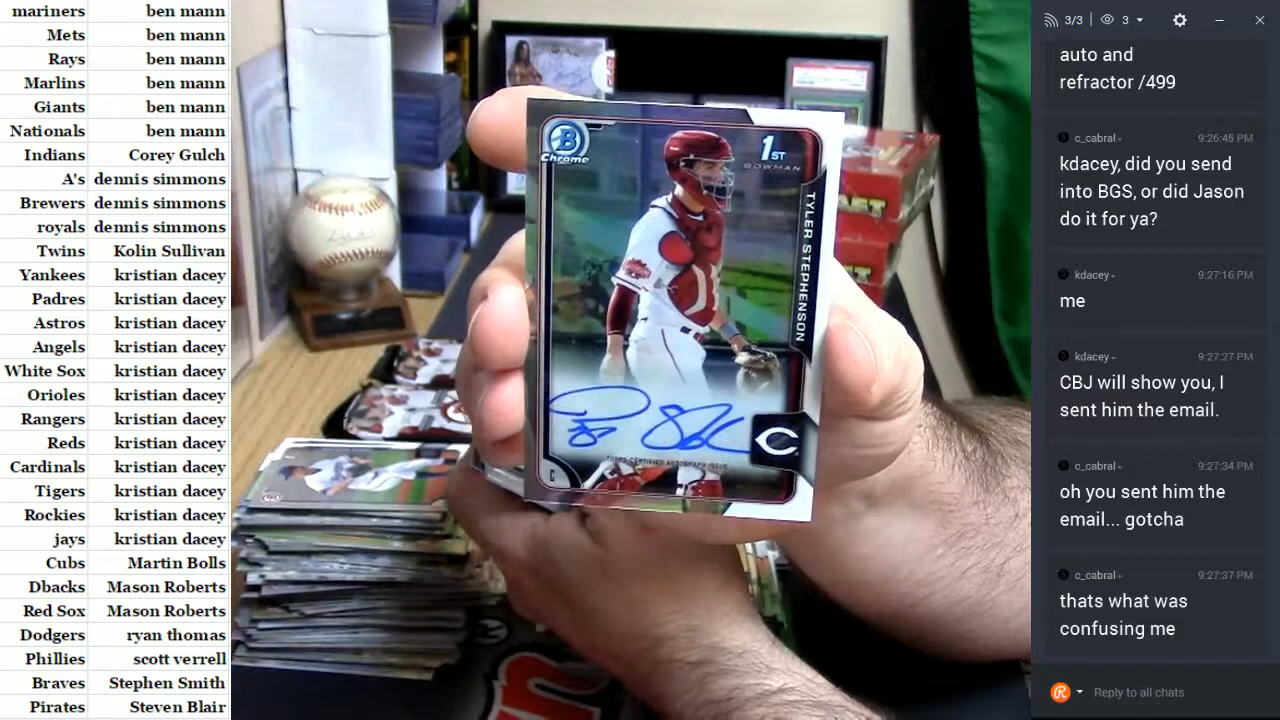 mariners ben mann
Mets ben mann
Rays ben mann
Marlins ben mann
Giants ben mann
Nationals ben mann
Indians Corey Gulch
A's dennis simmons
Brewers dennis simmons
royals dennis simmons
Twins Kolin Sullivan
Yankees kristian dacey
Padres kristian dacey
Astros kristian dacey
Angels kristian dacey
White Sox kristian dacey
Orioles kristian dacey
Rangers kristian dacey
Reds kristian dacey
Cardinals kristian dacey
Tigers kristian dacey
Rockies kristian dacey
jays kristian dacey
Cubs Martin Bolls
Dbacks Mason Roberts
Red Sox Mason Roberts
Dodgers ryan thomas
Phillies scott verrell
Braves Stephen Smith
Pirates Steven Blair
B
Chrome
1ST
BOWMAN
TYLER STEPHENSON
TOPPS CERTIFIED AUTOGRAPH ISSUE
C
C
3/3 3
auto and
refractor /499
c_cabral 9:26:45 PM
kdacey, did you send
into BGS, or did Jason
do it for ya?
kdacey 9:27:16 PM
me
kdacey 9:27:27 PM
CBJ will show you, I
sent him the email.
c_cabral 9:27:34 PM
oh you sent him the
email... gotcha
c_cabral 9:27:37 PM
thats what was
confusing me
Reply to all chats